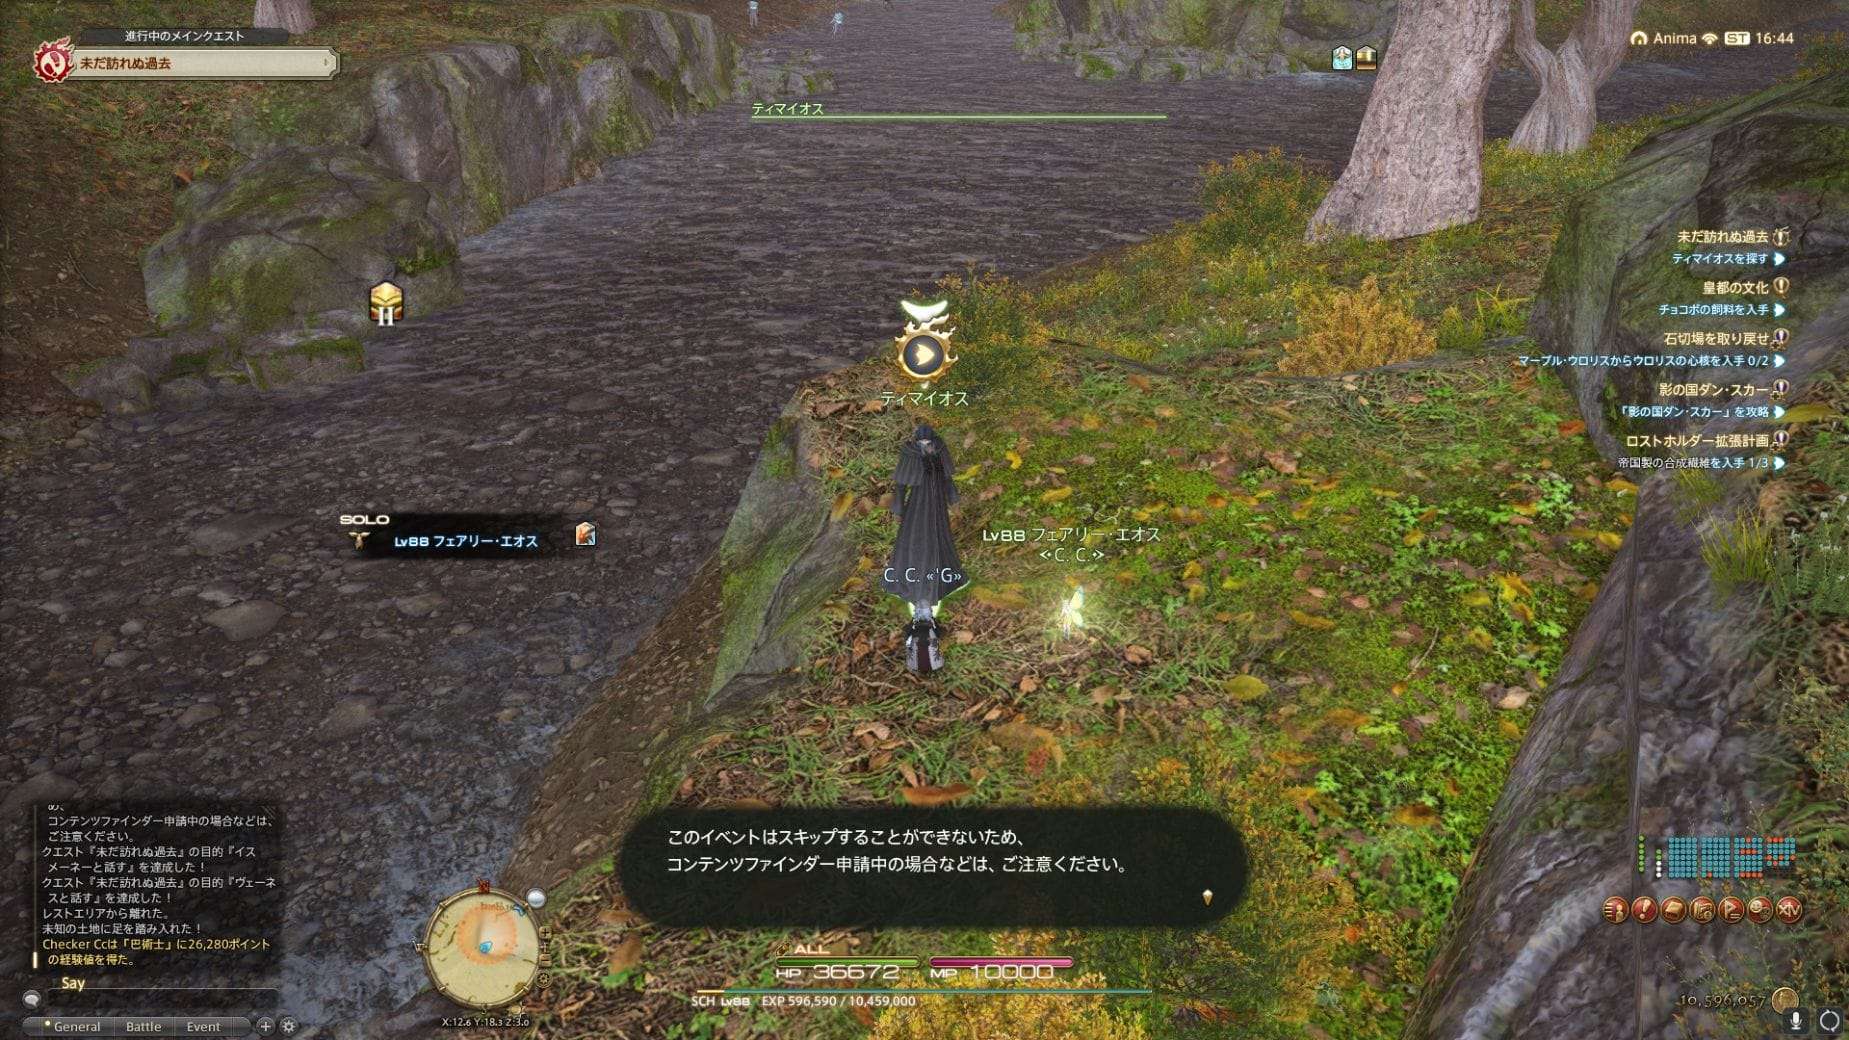 進行中のメインクエスト
未だ訪れぬ過去
Anima ST 16:44
ティマイオス
未だ訪れぬ過去
ティマイオスを探す
皇都の文化
チョコボの飼料を入手
石切場を取り戻せ
マーブル・ウロリスからウロリスの心核を入手 0/2
影の国ダン・スカー
「影の国ダン・スカー」を攻略
ロストホルダー拡張計画
帝国製の合成繊維を入手 1/3
II
ティマイオス
SOLO
Lv88 フェアリー・エオス
Lv88 フェアリー・エオス
<・C. C.・>
C. C. «'G»
め、
コンテンツファインダー申請中の場合などは、
ご注意ください。
クエスト『未だ訪れぬ過去』の目的『イス
メーネーと話す』を達成した！
クエスト『未だ訪れぬ過去』の目的『ヴェーネ
スと話す』を達成した！
レストエリアから離れた。
未知の土地に足を踏み入れた！
Checker Ccは「巴術士」に26,280ポイント
の経験値を得た。
Say
General Battle Event
このイベントはスキップすることができないため、
コンテンツファインダー申請中の場合などは、ご注意ください。
X:12.6 Y:18.3 Z:3.0
ALL
HP 36672 MP 10000
SCH Lv88 EXP 596,590 / 10,459,000
XIV
10,596,057